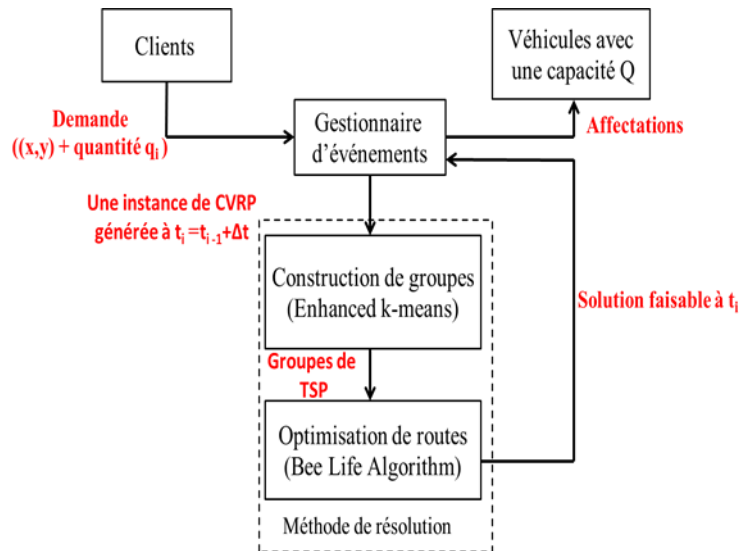 Clients
Véhicules avec
une capacité Q
Demande
((x,y) + quantité qᵢ)
Gestionnaire
d'événements
Affectations
Une instance de CVRP
générée à tᵢ =tᵢ₋₁+Δt
Construction de groupes
(Enhanced k-means)
Solution faisable à tᵢ
Groupes de
TSP
Optimisation de routes
(Bee Life Algorithm)
Méthode de résolution